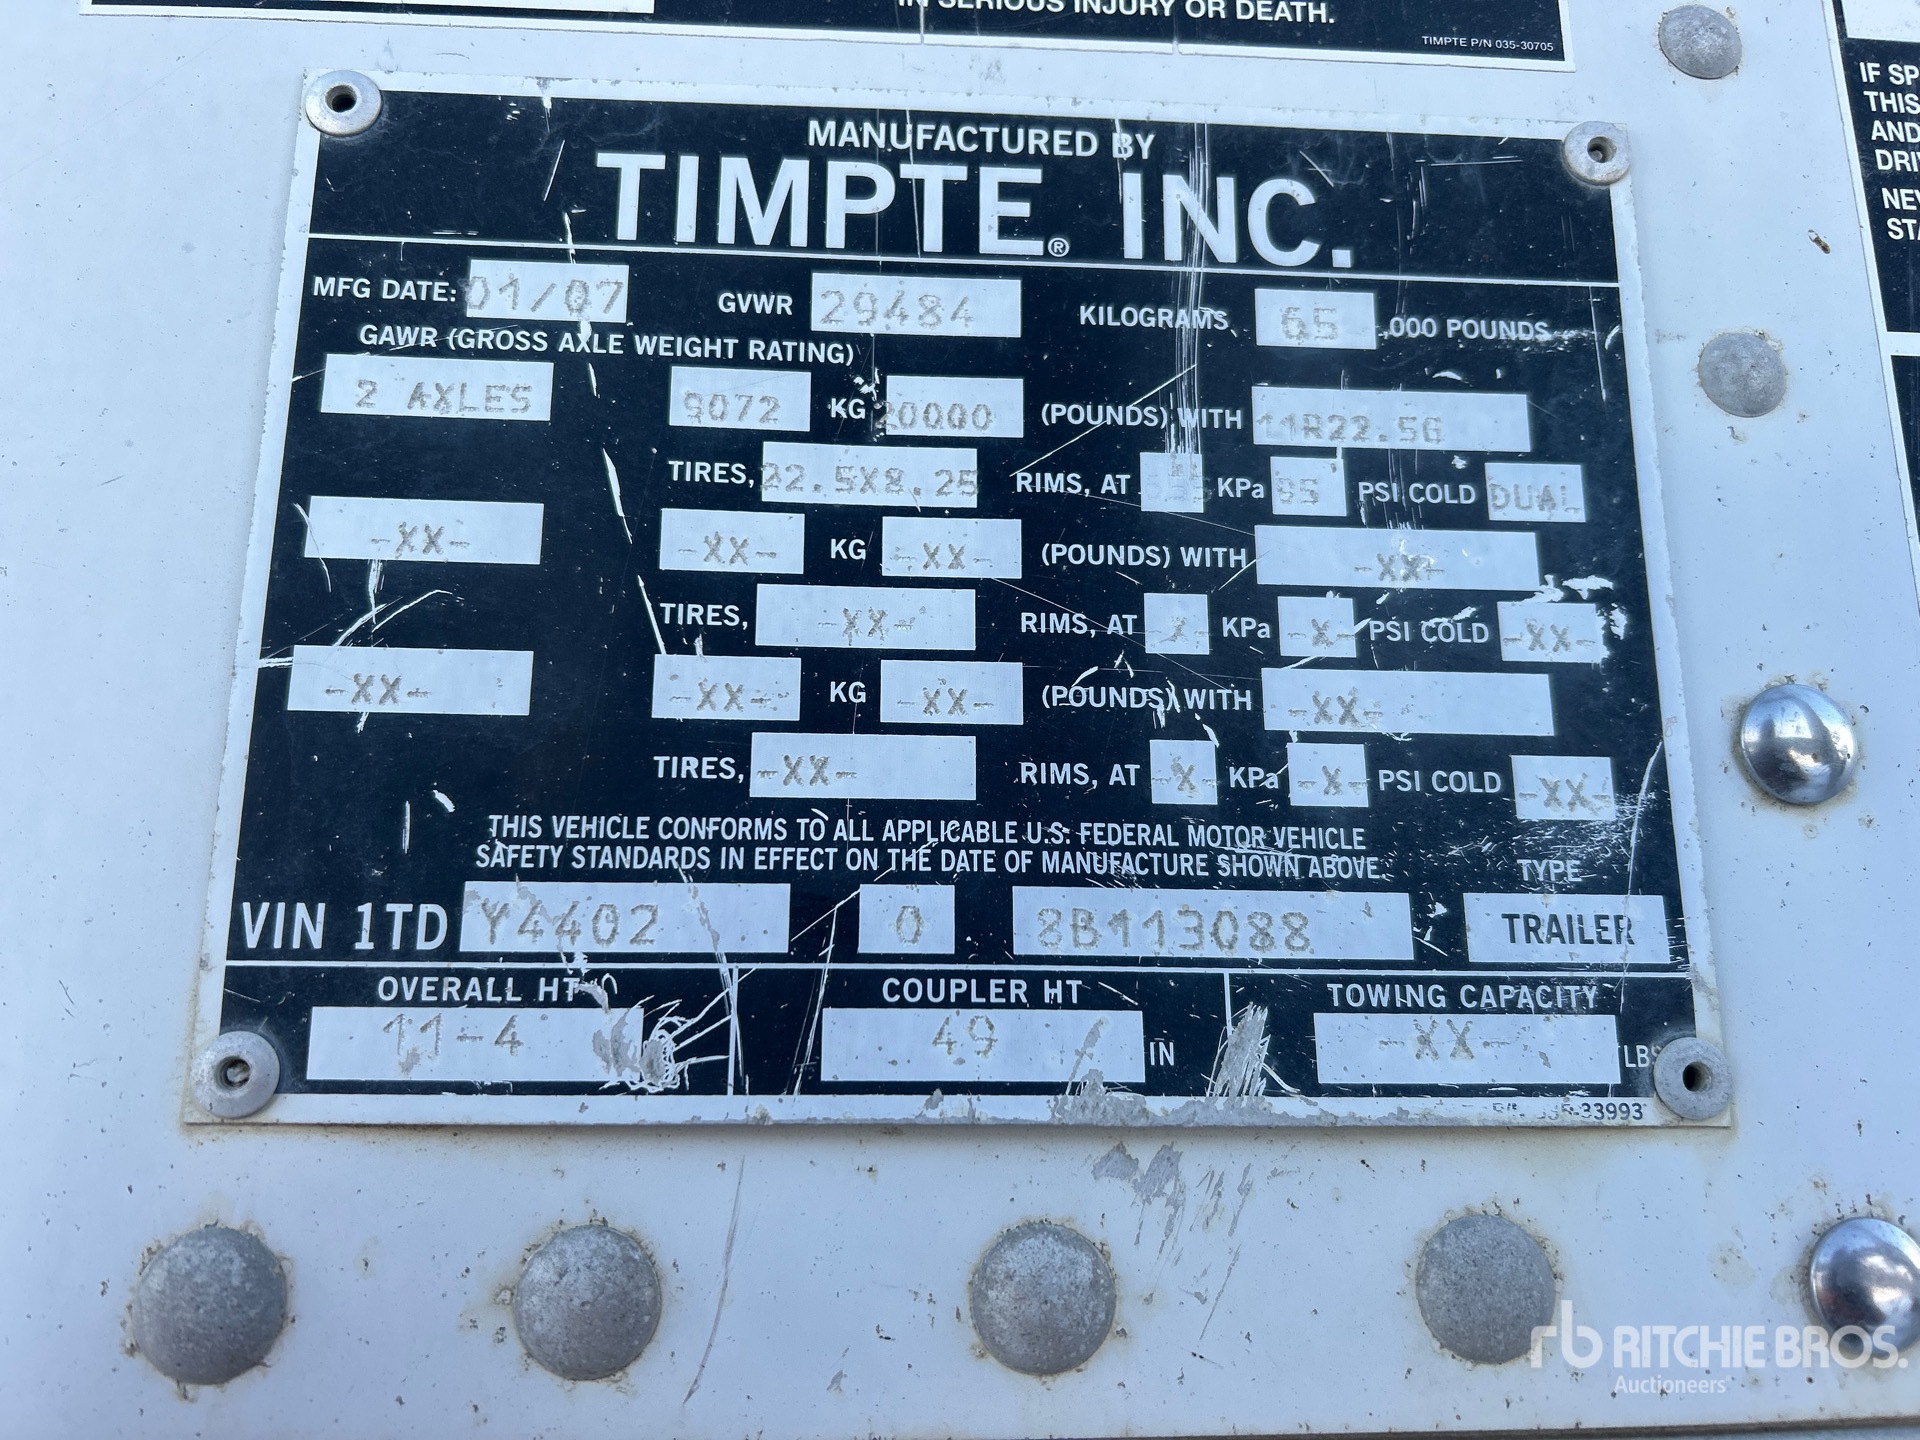 IN SERIOUS INJURY OR DEATH.
TIMPTE P/N 035-30705
IF SP
THIS
AND
DRI
NEV
STA
MANUFACTURED BY
TIMPTE® INC.
MFG DATE: 01/07 GVWR 29484 KILOGRAMS 65 ,000 POUNDS
GAWR (GROSS AXLE WEIGHT RATING)
2 AXLES 9072 KG 20000 (POUNDS) WITH 11R22.5G
TIRES, 22.5X8.25 RIMS, AT KPa 85 PSI COLD DUAL
-XX- -XX- KG -XX- (POUNDS) WITH -XX-
TIRES, -XX- RIMS, AT -X- KPa -X- PSI COLD -XX-
-XX- -XX- KG -XX- (POUNDS) WITH -XX-
TIRES, -XX- RIMS, AT -X- KPa -X- PSI COLD -XX-
THIS VEHICLE CONFORMS TO ALL APPLICABLE U.S. FEDERAL MOTOR VEHICLE
SAFETY STANDARDS IN EFFECT ON THE DATE OF MANUFACTURE SHOWN ABOVE.
TYPE
VIN 1TD Y4402 0 8B113088 TRAILER
OVERALL HT COUPLER HT TOWING CAPACITY
11-4 49 IN -XX- LBS
rb RITCHIE BROS.
Auctioneers